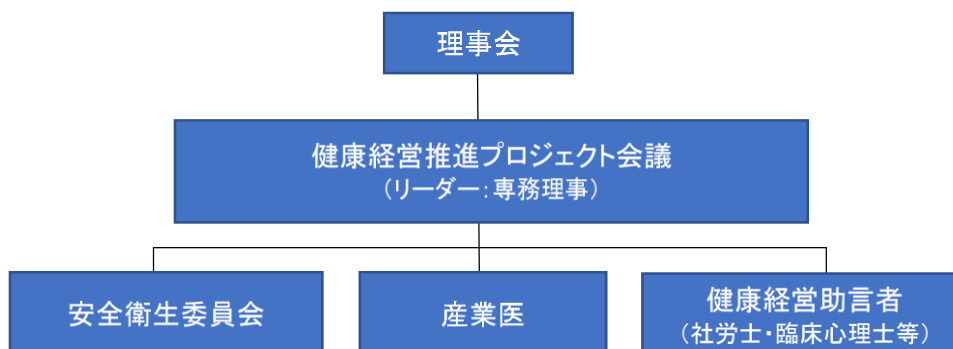 理事会
健康経営推進プロジェクト会議
（リーダー：専務理事）
安全衛生委員会
産業医
健康経営助言者
（社労士・臨床心理士等）